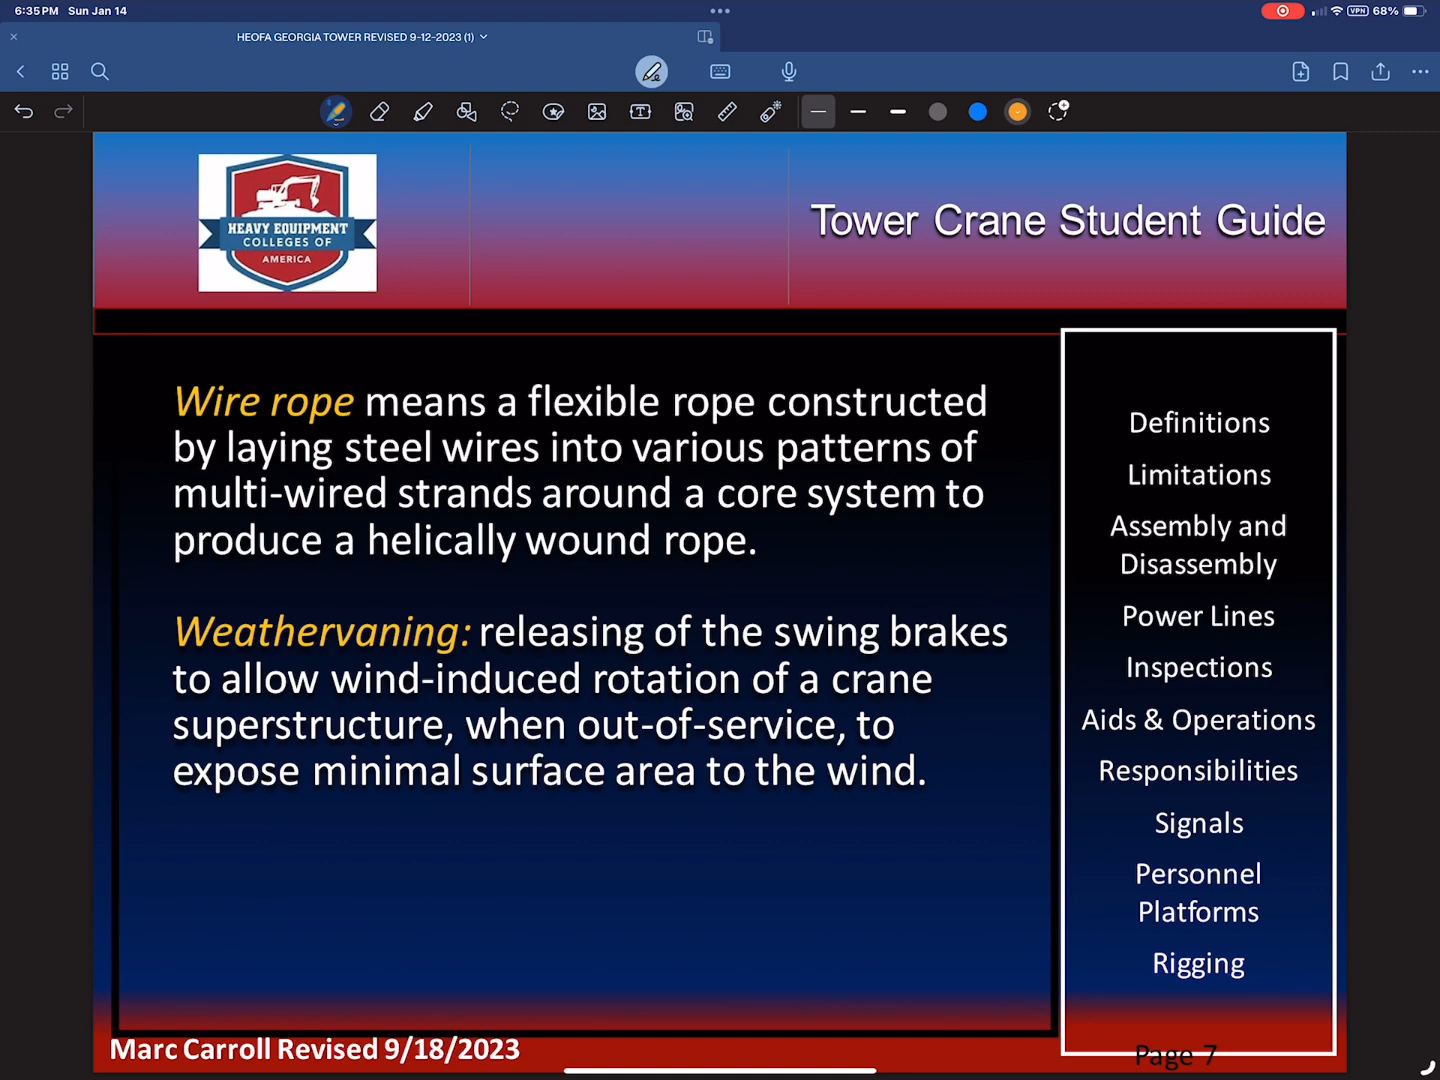 6:35 PM Sun Jan 14
VPN 68%
HEOFA GEORGIA TOWER REVISED 9-12-2023 (1)
HEAVY EQUIPMENT
COLLEGES OF
AMERICA
Tower Crane Student Guide
Wire rope means a flexible rope constructed
by laying steel wires into various patterns of
multi-wired strands around a core system to
produce a helically wound rope.
Weathervaning: releasing of the swing brakes
to allow wind-induced rotation of a crane
superstructure, when out-of-service, to
expose minimal surface area to the wind.
Definitions
Limitations
Assembly and
Disassembly
Power Lines
Inspections
Aids & Operations
Responsibilities
Signals
Personnel
Platforms
Rigging
Marc Carroll Revised 9/18/2023
Page 7